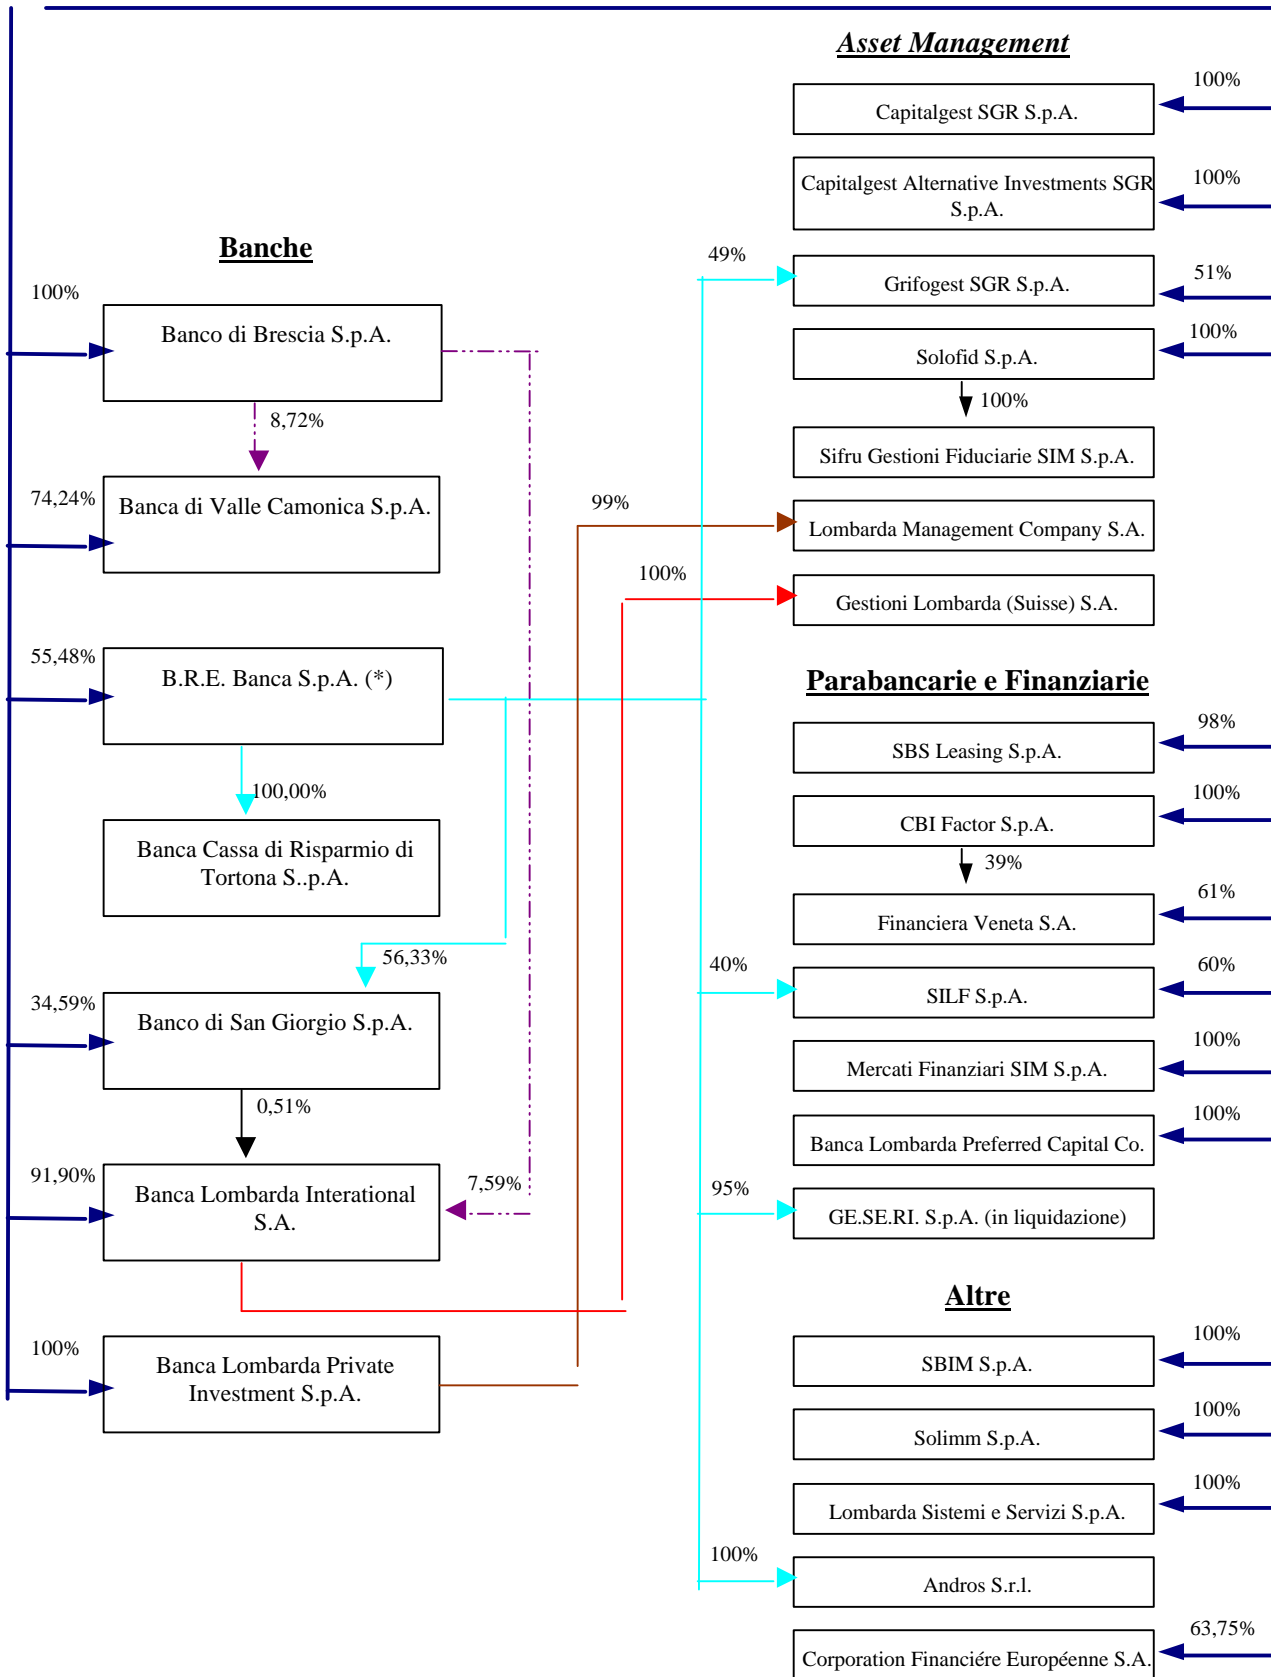 Banche
100%
Banco di Brescia S.p.A.
8,72%
74,24%
Banca di Valle Camonica S.p.A.
55,48%
B.R.E. Banca S.p.A. (*)
100,00%
Banca Cassa di Risparmio di
Tortona S..p.A.
56,33%
34,59%
Banco di San Giorgio S.p.A.
0,51%
91,90%
Banca Lombarda Interational
S.A.
7,59%
100%
Banca Lombarda Private
Investment S.p.A.
Asset Management
Capitalgest SGR S.p.A.
100%
Capitalgest Alternative Investments SGR
S.p.A.
100%
49%
Grifogest SGR S.p.A.
51%
Solofid S.p.A.
100%
100%
Sifru Gestioni Fiduciarie SIM S.p.A.
99%
Lombarda Management Company S.A.
100%
Gestioni Lombarda (Suisse) S.A.
Parabancarie e Finanziarie
SBS Leasing S.p.A.
98%
CBI Factor S.p.A.
100%
39%
Financiera Veneta S.A.
61%
40%
SILF S.p.A.
60%
Mercati Finanziari SIM S.p.A.
100%
Banca Lombarda Preferred Capital Co.
100%
95%
GE.SE.RI. S.p.A. (in liquidazione)
Altre
SBIM S.p.A.
100%
Solimm S.p.A.
100%
Lombarda Sistemi e Servizi S.p.A.
100%
100%
Andros S.r.l.
Corporation Financiére Européenne S.A.
63,75%